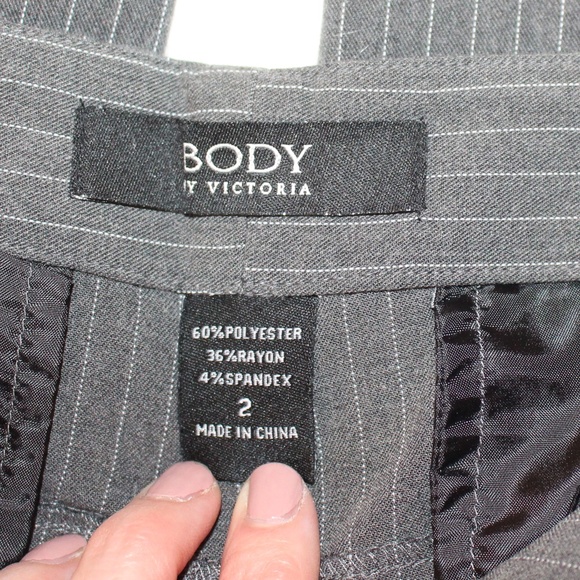 BODY
VICTORIA
60%POLYESTER
36%RAYON
4%SPANDEX
2
MADE IN CHINA